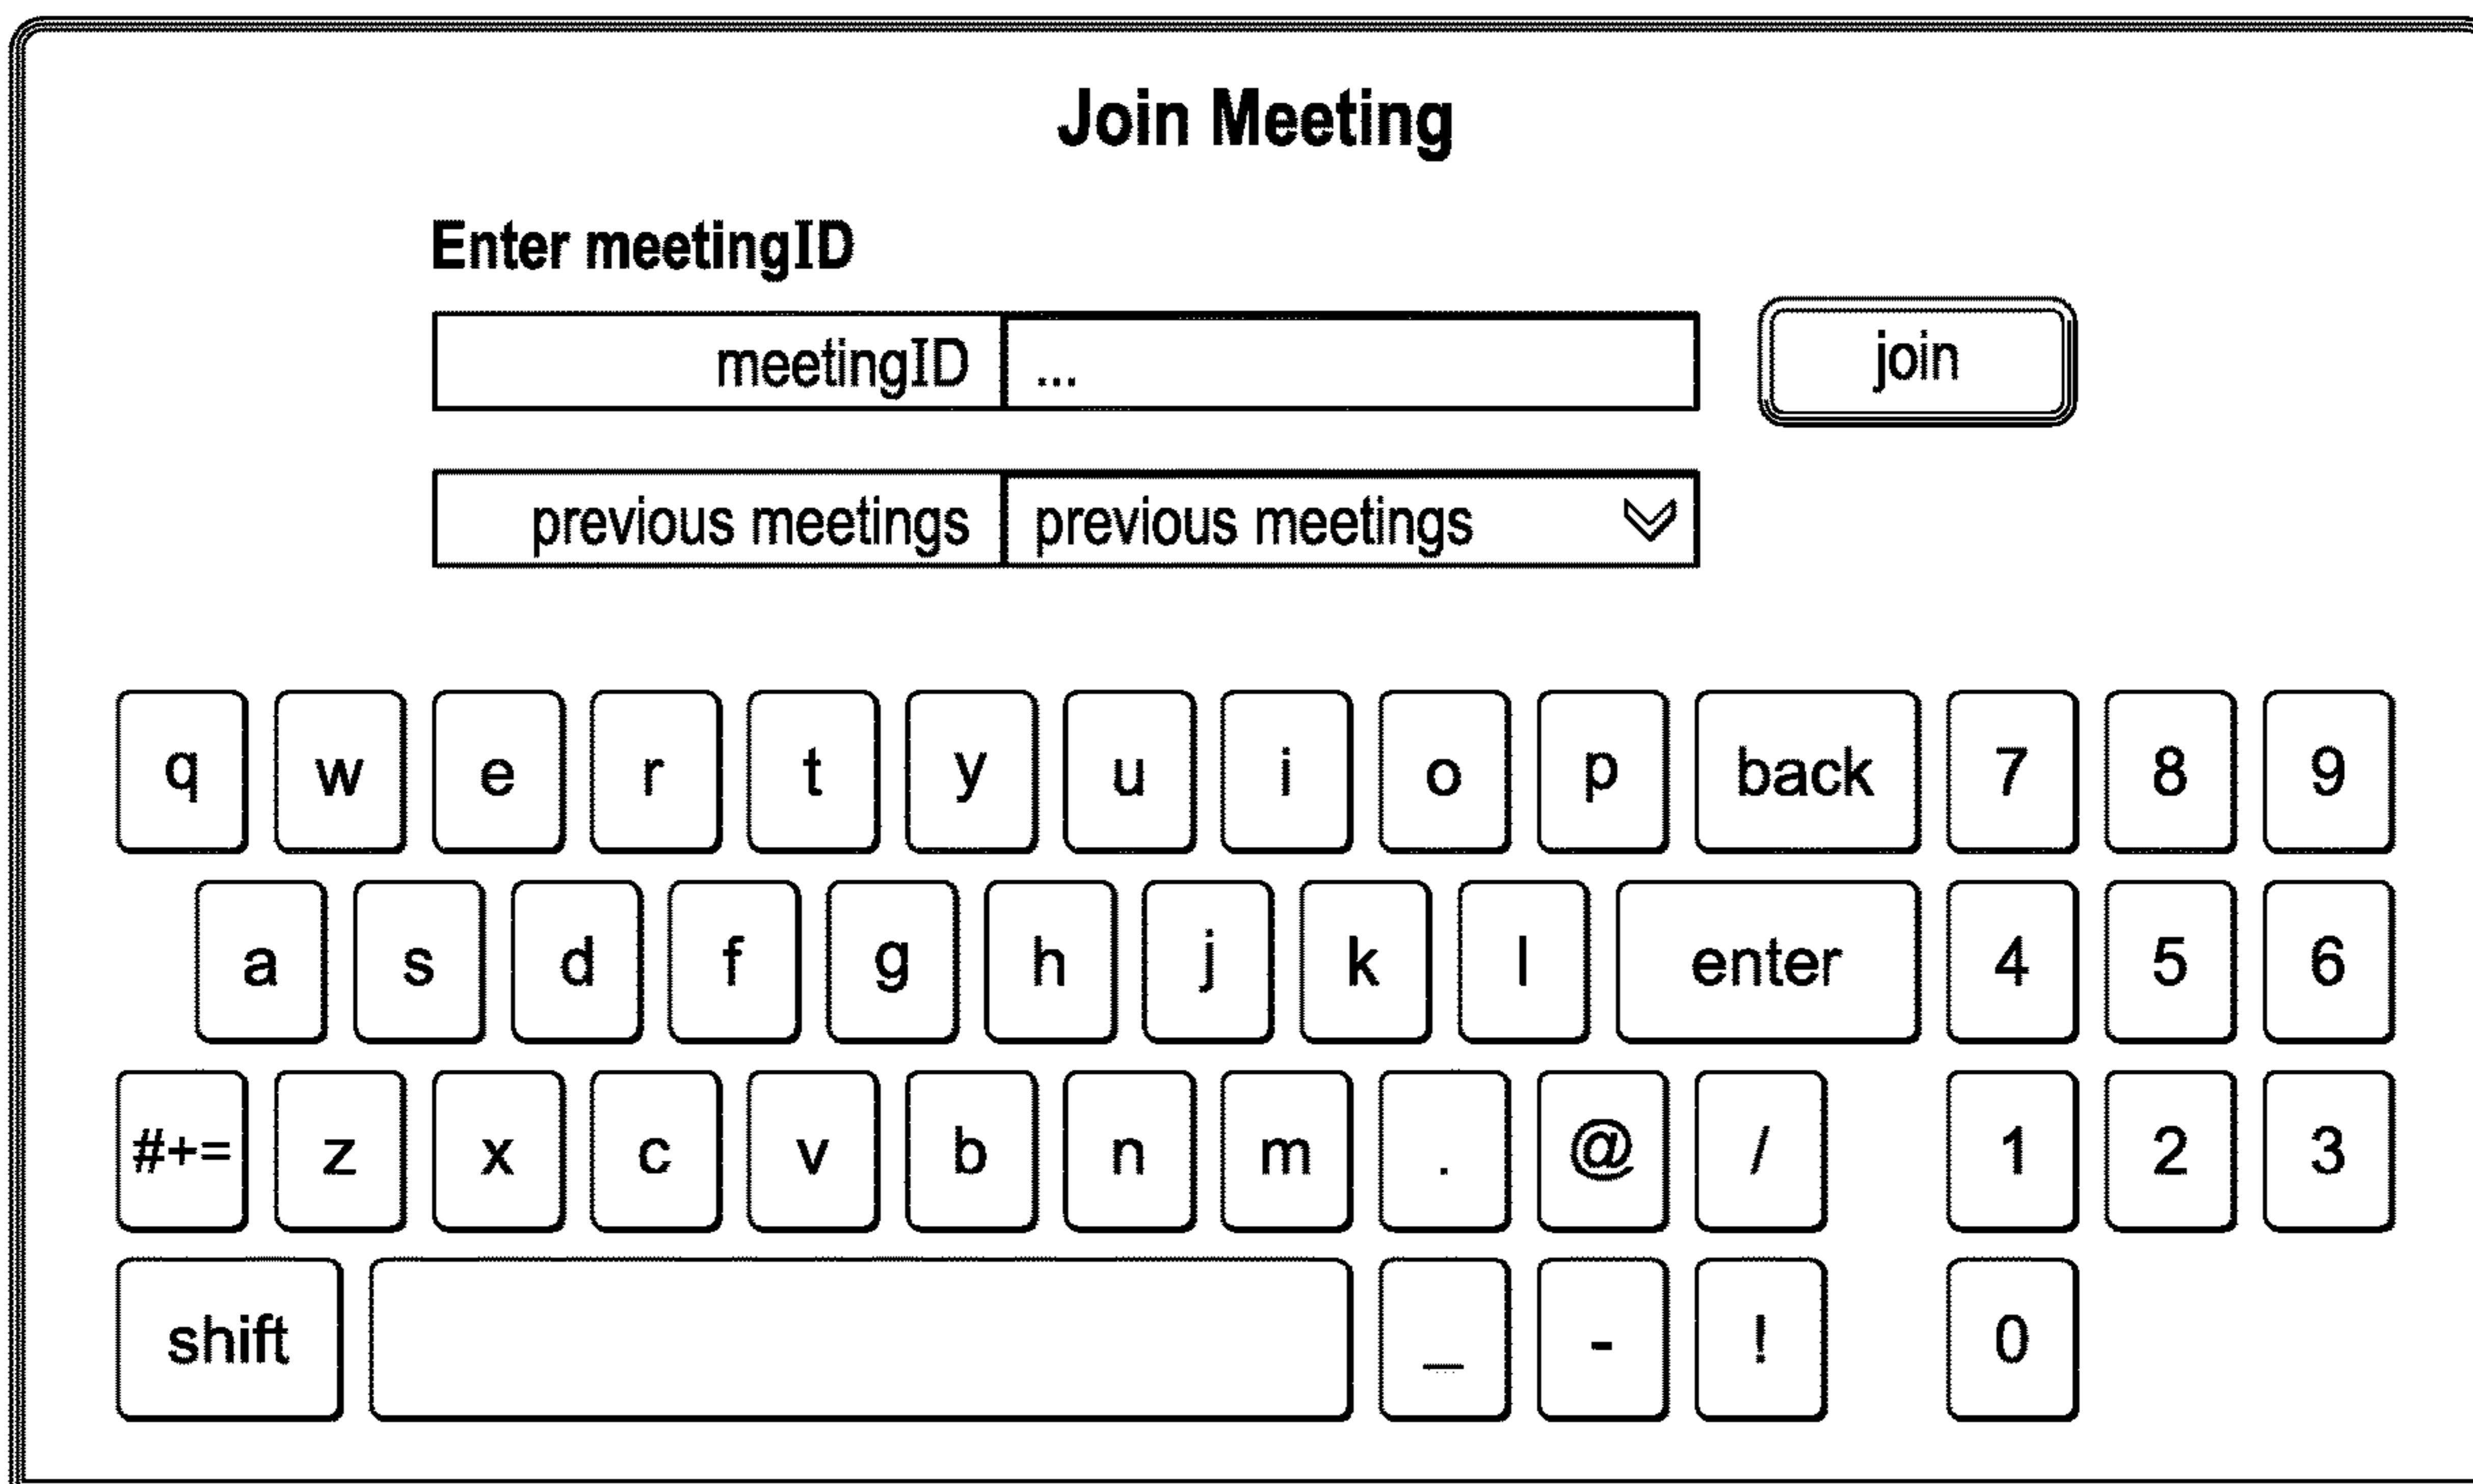 Join Meeting
Enter meetingID
meetingID ... join
previous meetings previous meetings
q w e r t y u i o p back 7 8 9
a s d f g h j k l enter 4 5 6
#+= z x c v b n m . @ / 1 2 3
shift _ - ! 0